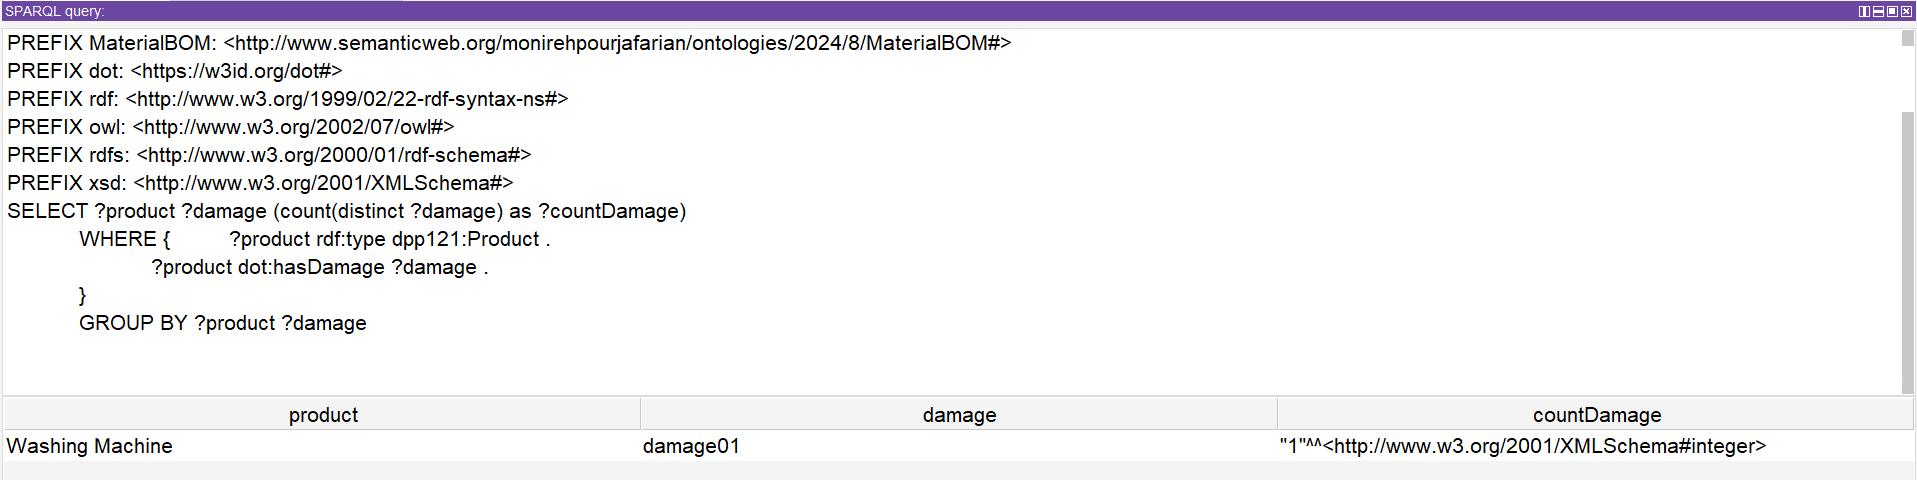 SPARQL query:
PREFIX MaterialBOM: <http://www.semanticweb.org/monirehpourjafarian/ontologies/2024/8/MaterialBOM#>
PREFIX dot: <https://w3id.org/dot#>
PREFIX rdf: <http://www.w3.org/1999/02/22-rdf-syntax-ns#>
PREFIX owl: <http://www.w3.org/2002/07/owl#>
PREFIX rdfs: <http://www.w3.org/2000/01/rdf-schema#>
PREFIX xsd: <http://www.w3.org/2001/XMLSchema#>
SELECT ?product ?damage (count(distinct ?damage) as ?countDamage)
WHERE { ?product rdf:type dpp121:Product .
?product dot:hasDamage ?damage .
}
GROUP BY ?product ?damage
product damage countDamage
Washing Machine damage01 "1"^^<http://www.w3.org/2001/XMLSchema#integer>